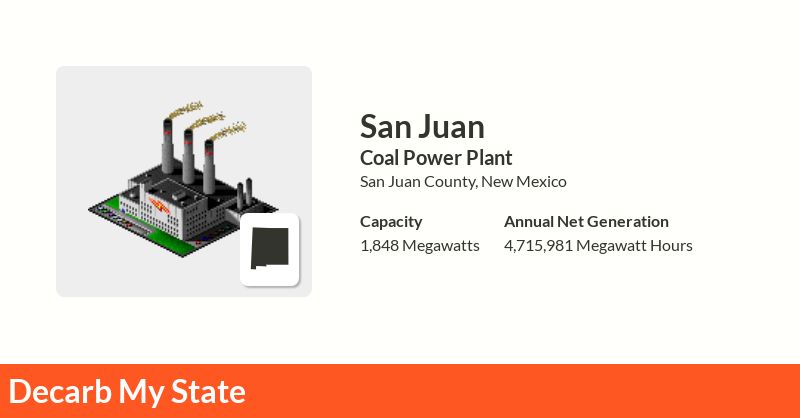 San Juan
Coal Power Plant
San Juan County, New Mexico
Capacity
1,848 Megawatts
Annual Net Generation
4,715,981 Megawatt Hours
Decarb My State